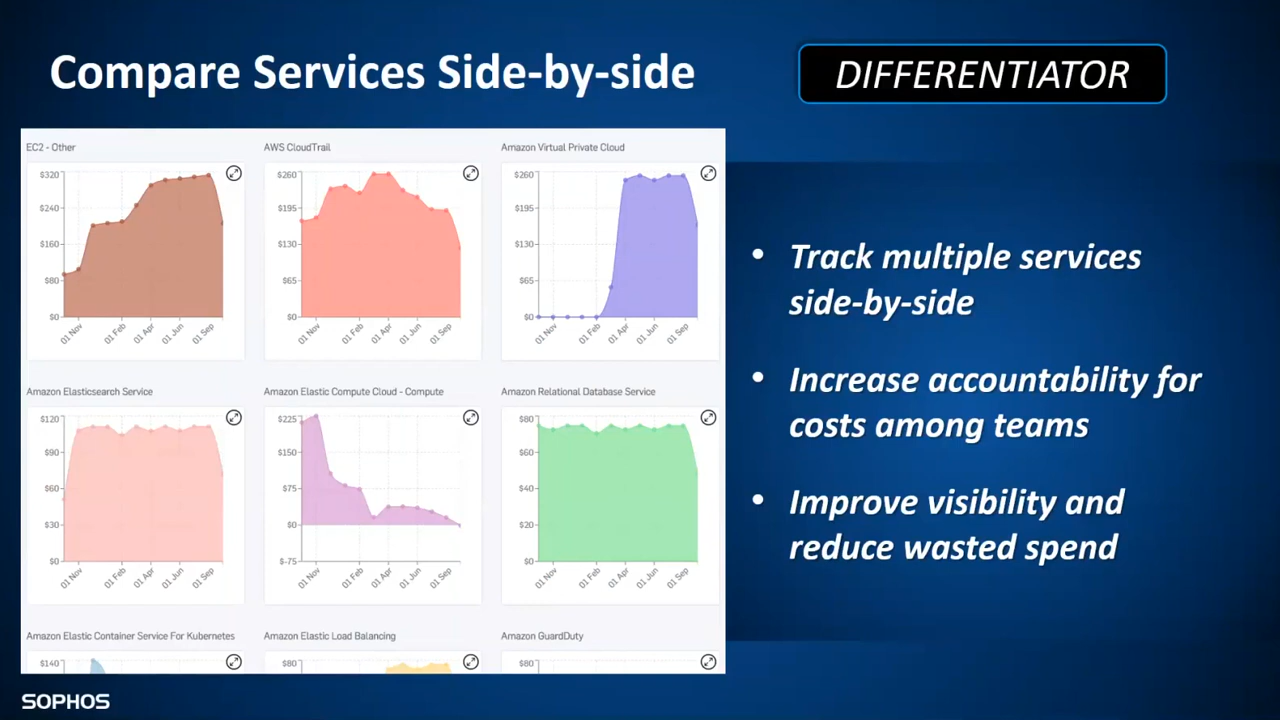 Compare Services Side-by-side
DIFFERENTIATOR
EC2 - Other
$320
$240
$160
$80
$0
01 Nov
01 Feb
01 Apr
01 Jun
01 Sep
AWS CloudTrail
$260
$195
$130
$65
$0
01 Nov
01 Feb
01 Apr
01 Jun
01 Sep
Amazon Virtual Private Cloud
$260
$195
$130
$65
$0
01 Nov
01 Feb
01 Apr
01 Jun
01 Sep
Amazon Elasticsearch Service
$120
$90
$60
$30
$0
01 Nov
01 Feb
01 Apr
01 Jun
01 Sep
Amazon Elastic Compute Cloud - Compute
$225
$150
$75
$0
$-75
01 Nov
01 Feb
01 Apr
01 Jun
01 Sep
Amazon Relational Database Service
$80
$60
$40
$20
$0
01 Nov
01 Feb
01 Apr
01 Jun
01 Sep
Amazon Elastic Container Service For Kubernetes
$140
Amazon Elastic Load Balancing
$80
Amazon GuardDuty
$80
• Track multiple services
side-by-side
• Increase accountability for
costs among teams
• Improve visibility and
reduce wasted spend
SOPHOS